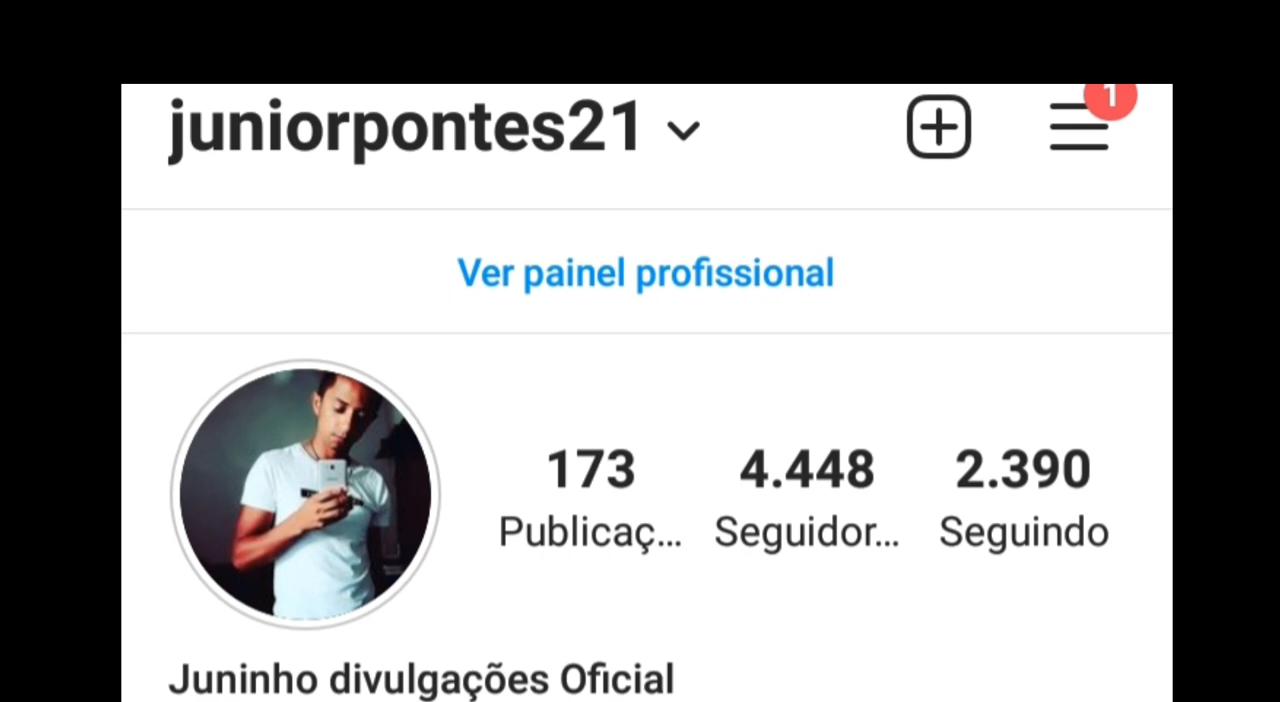 juniorpontes21
1
Ver painel profissional
173 4.448 2.390
Publicaç... Seguidor... Seguindo
Juninho divulgações Oficial